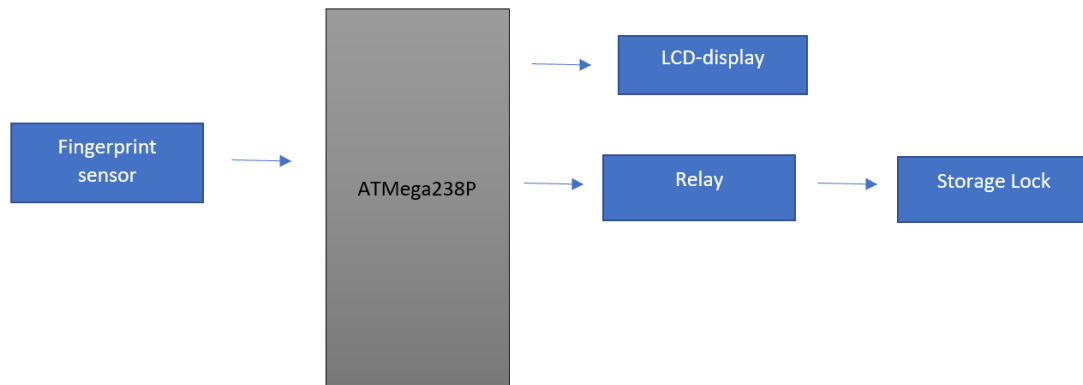 LCD-display
Fingerprint
sensor
ATMega238P
Relay
Storage Lock